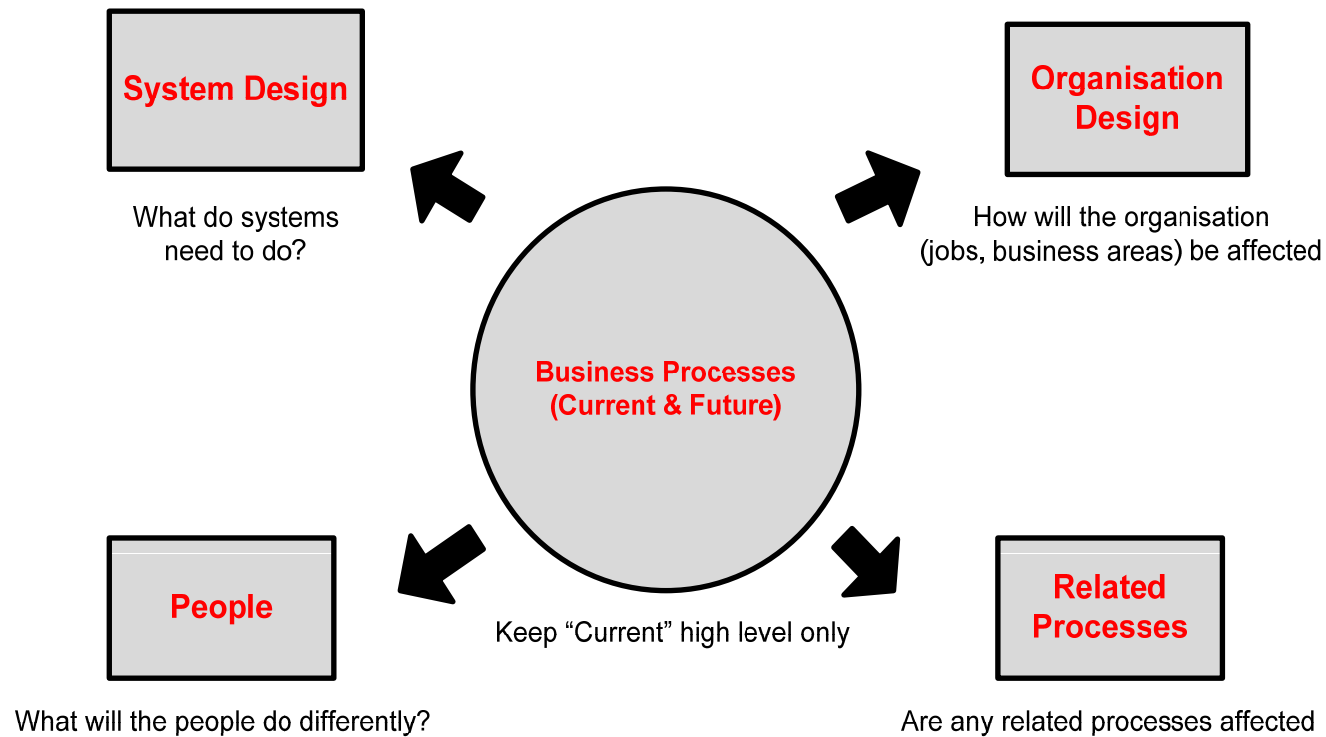 System Design
What do systems
need to do?
Organisation
Design
How will the organisation
(jobs, business areas) be affected
Business Processes
(Current & Future)
Keep “Current” high level only
People
What will the people do differently?
Related
Processes
Are any related processes affected